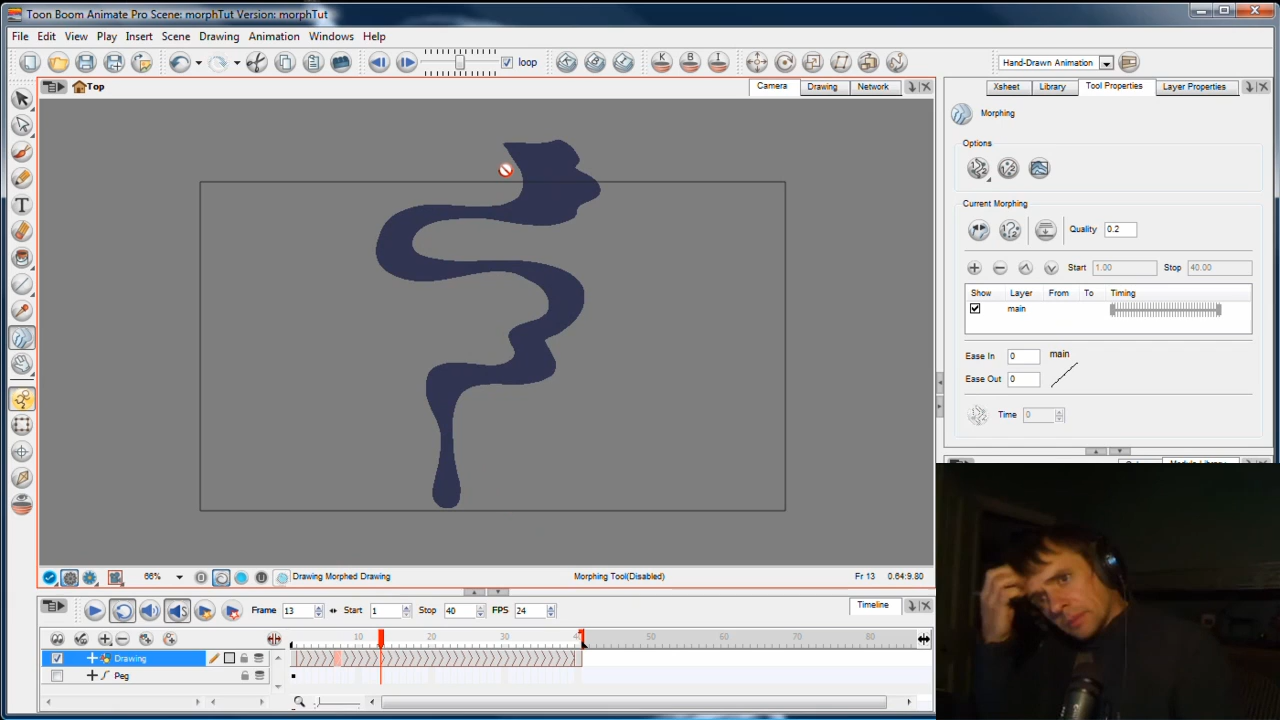 Toon Boom Animate Pro Scene: morphTut Version: morphTut
File Edit View Play Insert Scene Drawing Animation Windows Help
loop K B I Hand-Drawn Animation
Top Camera Drawing Network Xsheet Library Tool Properties Layer Properties
Morphing
Options
Current Morphing
Quality 0.2
Start 1.00 Stop 40.00
Show Layer From To Timing
main
Ease In 0 main
Ease Out 0
Time 0
66% Drawing Morphed Drawing Morphing Tool(Disabled) Fr 13 0.64:9.80
Frame 13 Start 1 Stop 40 FPS 24 Timeline
10 20 30 40 50 60 70 80
Drawing
Peg